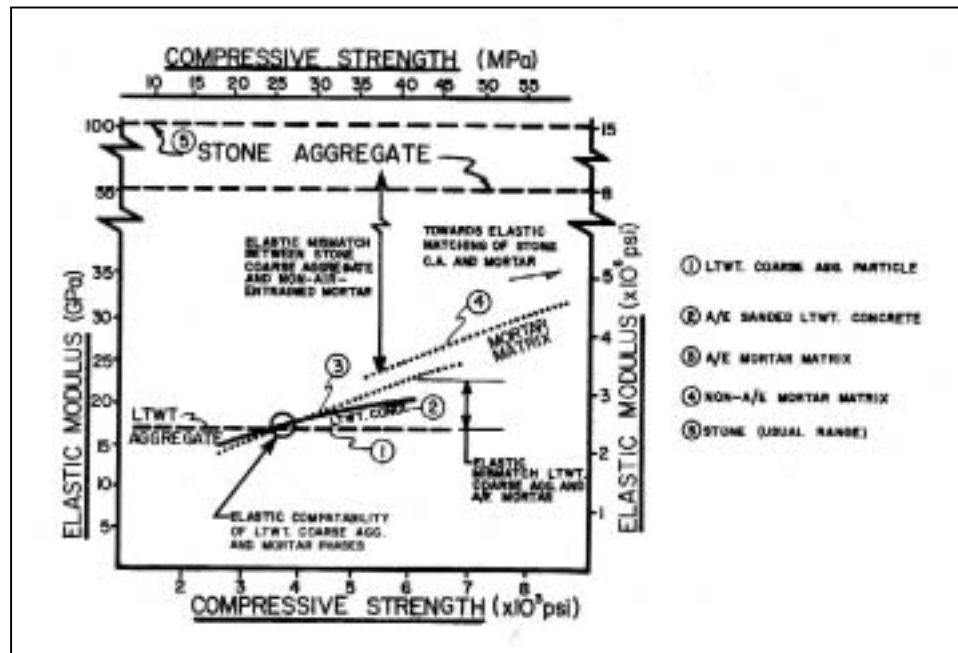 COMPRESSIVE STRENGTH (MPa)
10 15 20 25 30 35 40 45 50 55
100
15
⑤ STONE AGGREGATE
8
ELASTIC MISMATCH
BETWEEN STONE
COARSE AGGREGATE
AND NON-AIR-
ENTRAINED MORTAR
TOWARDS ELASTIC
MATCHING OF STONE
C.A. AND MORTAR
35
30
25
20
15
10
5
ELASTIC MODULUS (GPa)
5
4
3
2
1
ELASTIC MODULUS (x10⁶psi)
④
MORTAR
MATRIX
③
LTWT
AGGREGATE
LTWT. CONC.
②
①
ELASTIC
MISMATCH LTWT.
COARSE AGG. AND
A/E MORTAR
ELASTIC COMPATABILITY
OF LTWT. COARSE AGG.
AND MORTAR PHASES
2 3 4 5 6 7 8
COMPRESSIVE STRENGTH (x10³psi)
① LTWT. COARSE AGG. PARTICLE
② A/E SANDED LTWT. CONCRETE
③ A/E MORTAR MATRIX
④ NON-A/E MORTAR MATRIX
⑤ STONE (USUAL RANGE)